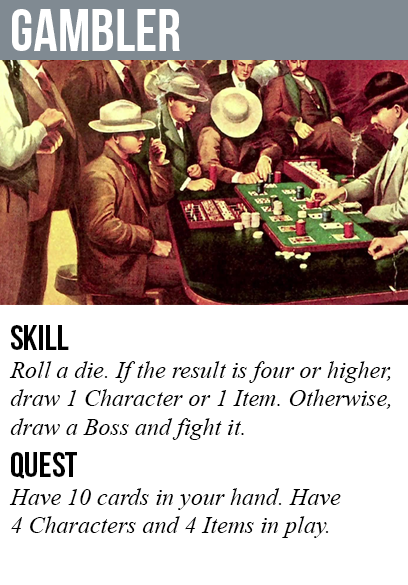 GAMBLER
SKILL
Roll a die. If the result is four or higher,
draw 1 Character or 1 Item. Otherwise,
draw a Boss and fight it.
QUEST
Have 10 cards in your hand. Have
4 Characters and 4 Items in play.